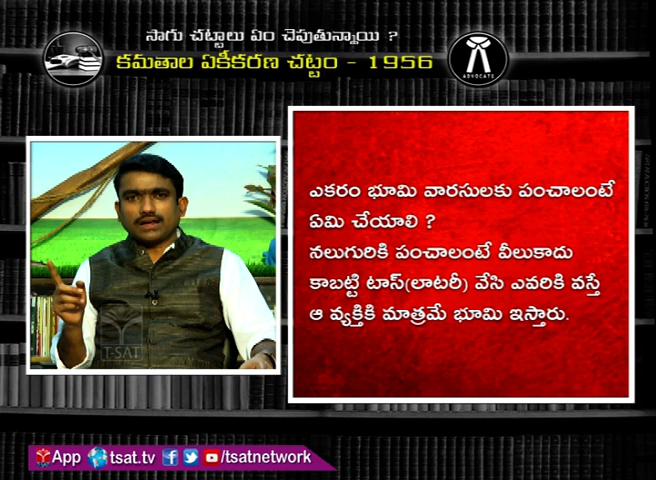 సాగు చట్టాలు ఏం చెపుతున్నాయి ?
కమతాల ఏకీకరణ చట్టం - 1956
ADVOCATE
ఎకరం భూమి వారసులకు పంచాలంటే
ఏమి చేయాలి ?
నలుగురికి పంచాలంటే వీలుకాదు
కాబట్టి టాస్(లాటరీ) వేసి ఎవరికి వస్తే
ఆ వ్యక్తికి మాత్రమే భూమి ఇస్తారు.
T-SAT
App tsat.tv /tsatnetwork